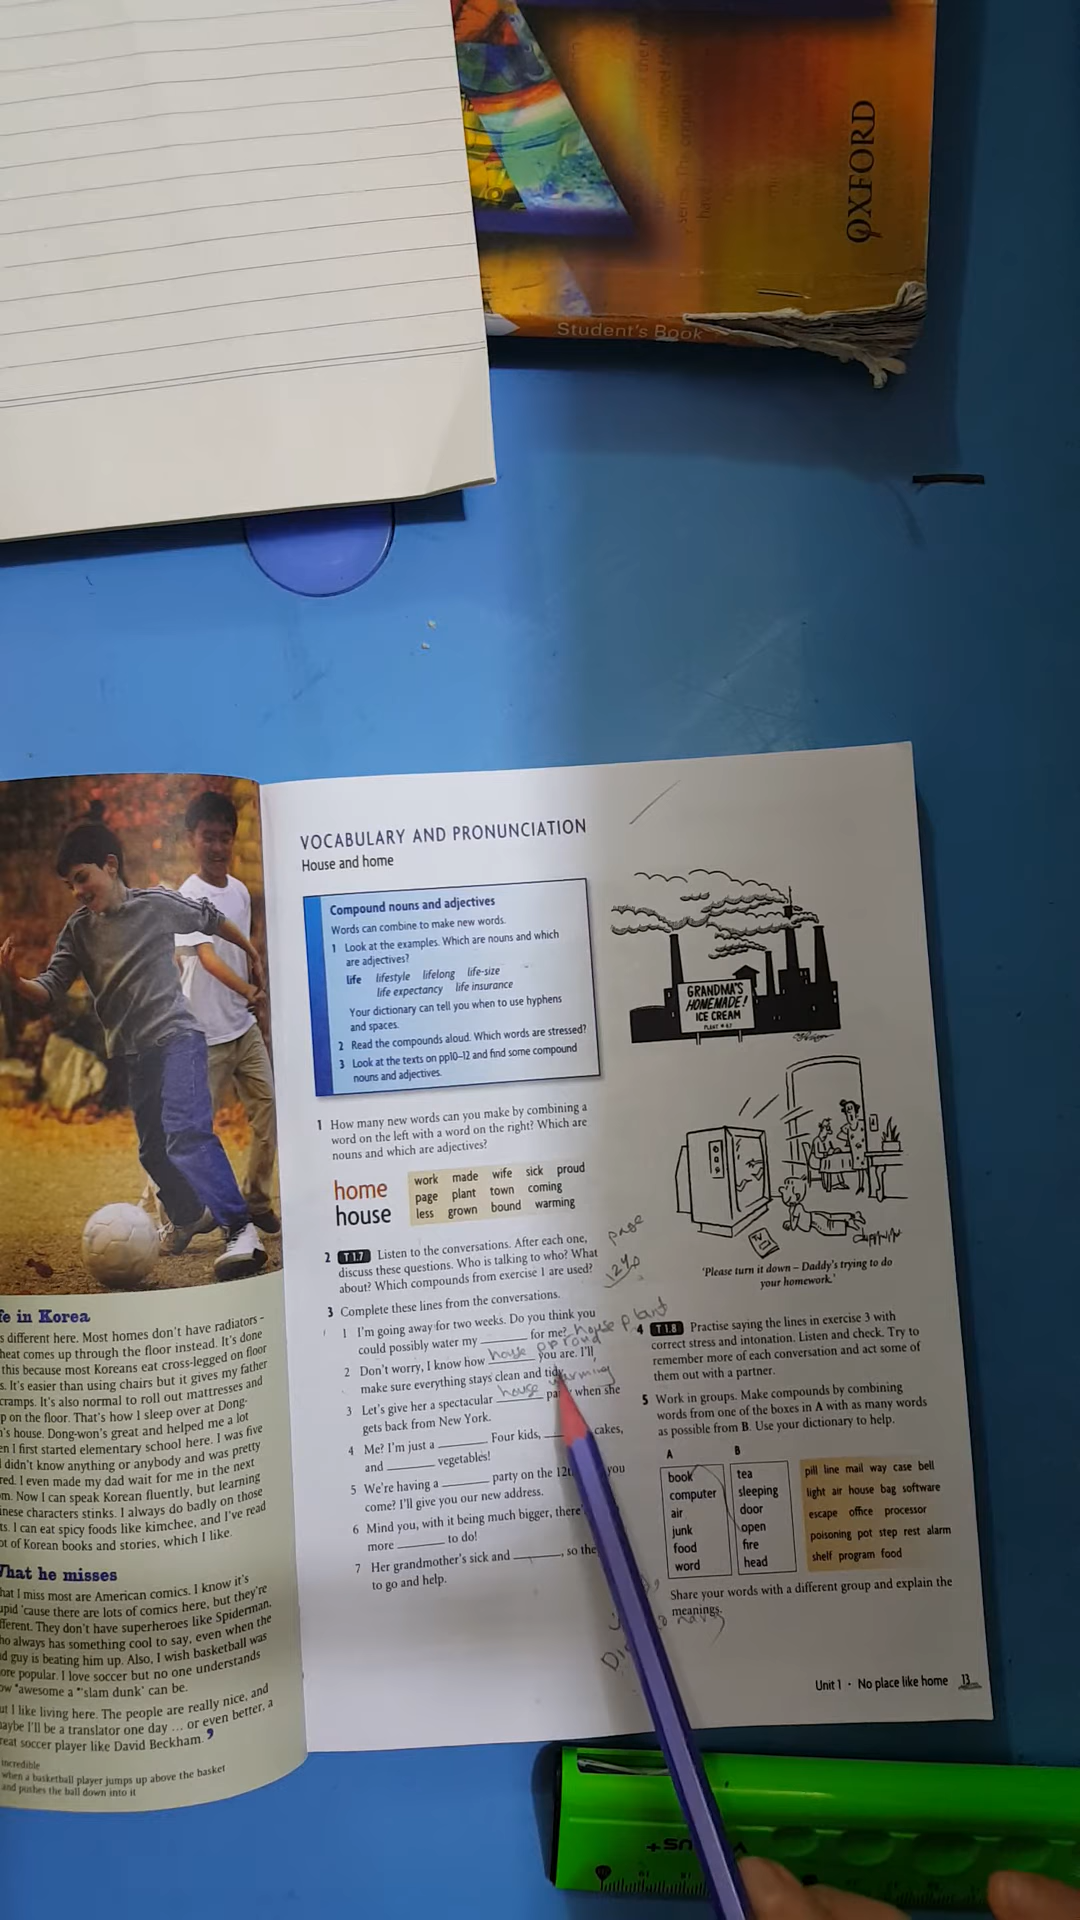 OXFORD
Student's Book
VOCABULARY AND PRONUNCIATION
House and home
Compound nouns and adjectives
Words can combine to make new words.
1 Look at the examples. Which are nouns and which
are adjectives?
life lifestyle lifelong life-size
life expectancy life insurance
Your dictionary can tell you when to use hyphens
and spaces.
2 Read the compounds aloud. Which words are stressed?
3 Look at the texts on pp10–12 and find some compound
nouns and adjectives.
GRANDMA'S
HOMEMADE!
ICE CREAM
1 How many new words can you make by combining a
word on the left with a word on the right? Which are
nouns and which are adjectives?
home
house
work made wife sick proud
page plant town coming
less grown bound warming
2 T 1.7 Listen to the conversations. After each one,
discuss these questions. Who is talking to who? What
about? Which compounds from exercise 1 are used?
page
3 Complete these lines from the conversations.
1 I'm going away for two weeks. Do you think you
could possibly water my ______ for me? house plant
2 Don't worry, I know how house proud you are. I'll
make sure everything stays clean and tidy
3 Let's give her a spectacular house warming party when she
gets back from New York.
4 Me? I'm just a ______ Four kids, cakes,
and ______ vegetables!
5 We're having a ______ party on the you
come? I'll give you our new address.
6 Mind you, with it being much bigger,
more ______ to do!
7 Her grandmother's sick and ______, so
to go and help.
'Please turn it down – Daddy's trying to do
your homework.'
4 T 1.8 Practise saying the lines in exercise 3 with
correct stress and intonation. Listen and check. Try to
remember more of each conversation and act some of
them out with a partner.
5 Work in groups. Make compounds by combining
words from one of the boxes in A with as many words
as possible from B. Use your dictionary to help.
A B
book
computer
air
junk
food
word
tea
sleeping
door
open
fire
head
pill line mail way case bell
light air house bag software
escape office processor
poisoning pot step rest alarm
shelf program food
Share your words with a different group and explain the
meanings.
Unit 1 · No place like home 13
fe in Korea
s different here. Most homes don't have radiators –
heat comes up through the floor instead. It's done
this because most Koreans eat cross-legged on floor
s. It's easier than using chairs but it gives my father
cramps. It's also normal to roll out mattresses and
p on the floor. That's how I sleep over at Dong-
's house. Dong-won's great and helped me a lot
en I first started elementary school here. I was five
didn't know anything or anybody and was pretty
red. I even made my dad wait for me in the next
m. Now I can speak Korean fluently, but learning
inese characters stinks. I always do badly on those
ts. I can eat spicy foods like kimchee, and I've read
ot of Korean books and stories, which I like.
What he misses
hat I miss most are American comics. I know it's
upid 'cause there are lots of comics here, but they're
fferent. They don't have superheroes like Spiderman,
ho always has something cool to say, even when the
d guy is beating him up. Also, I wish basketball was
ore popular. I love soccer but no one understands
ow *awesome a **slam dunk' can be.
ut I like living here. The people are really nice, and
aybe I'll be a translator one day … or even better, a
reat soccer player like David Beckham.
incredible
when a basketball player jumps up above the basket
and pushes the ball down into it